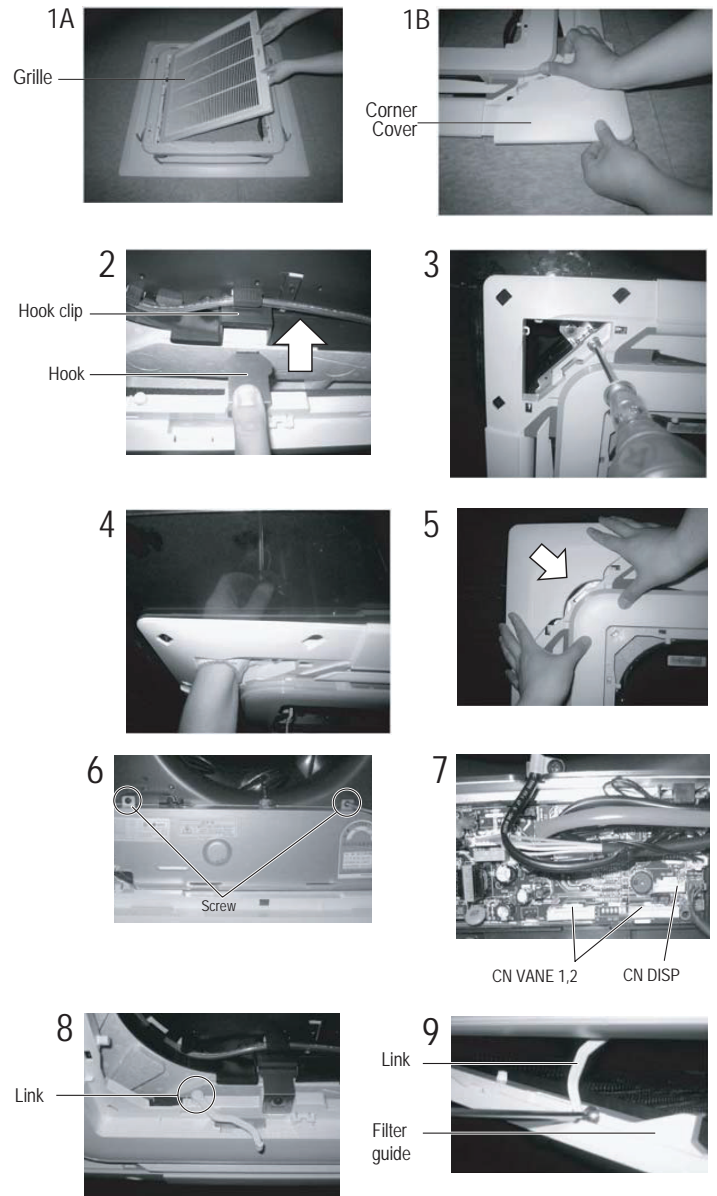 1A
1B
Grille
Corner
Cover
2
3
Hook clip
Hook
4
5
6
7
Screw
CN VANE 1,2
CN DISP
8
9
Link
Link
Filter
guide